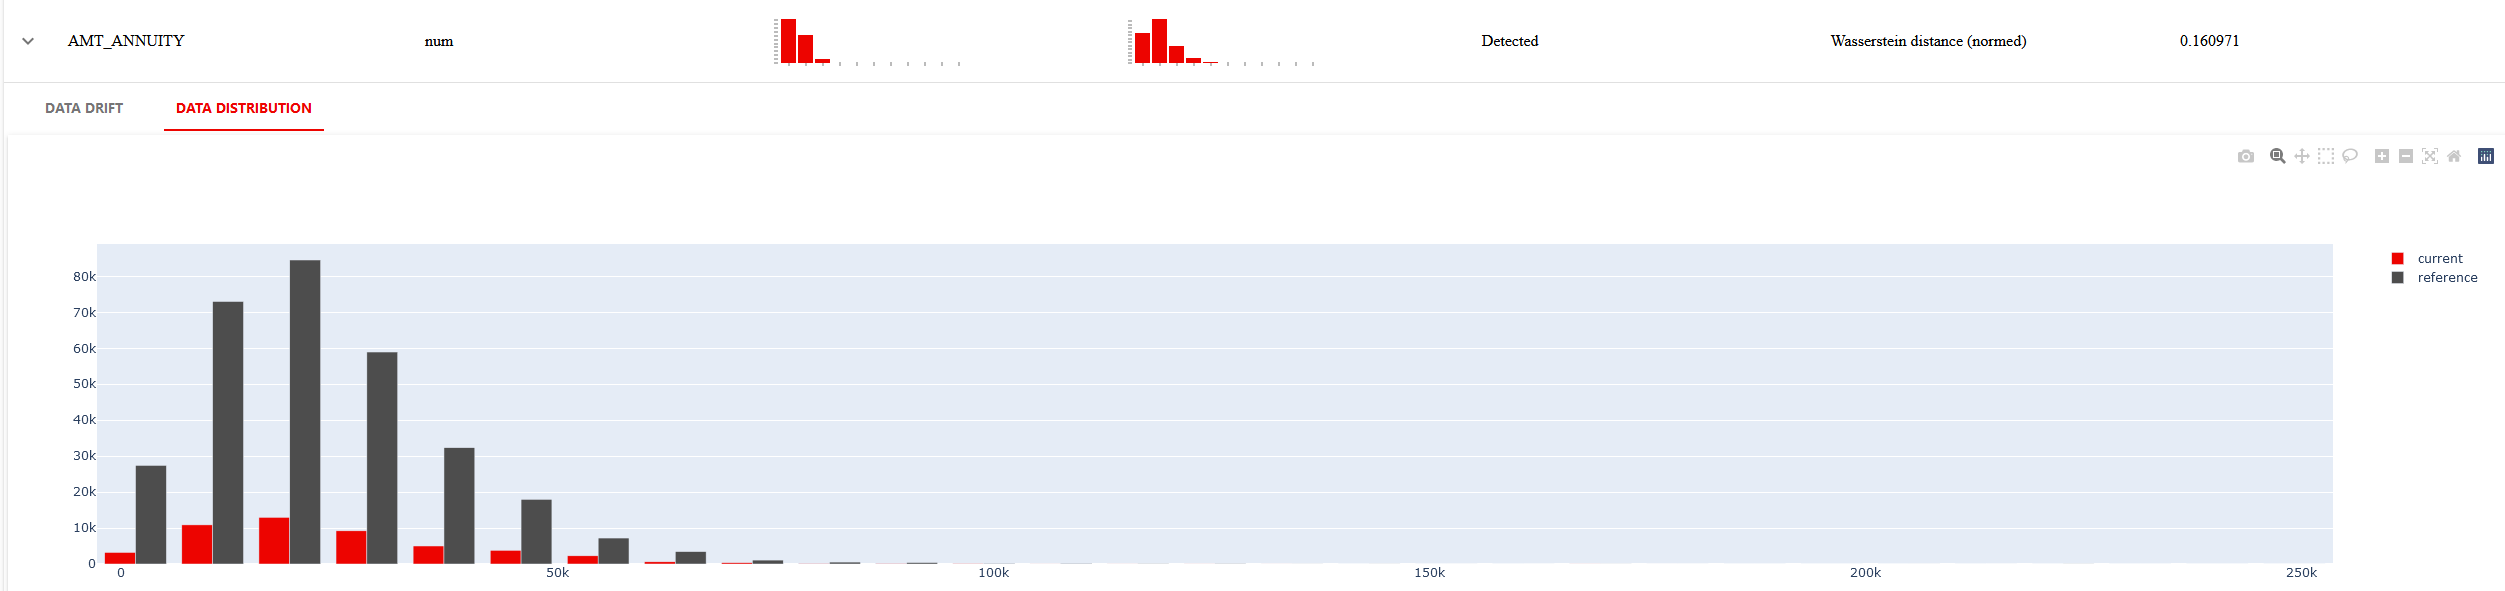 AMT_ANNUITY num Detected Wasserstein distance (normed) 0.160971
DATA DRIFT DATA DISTRIBUTION
current
reference
80k
70k
60k
50k
40k
30k
20k
10k
0
0 50k 100k 150k 200k 250k